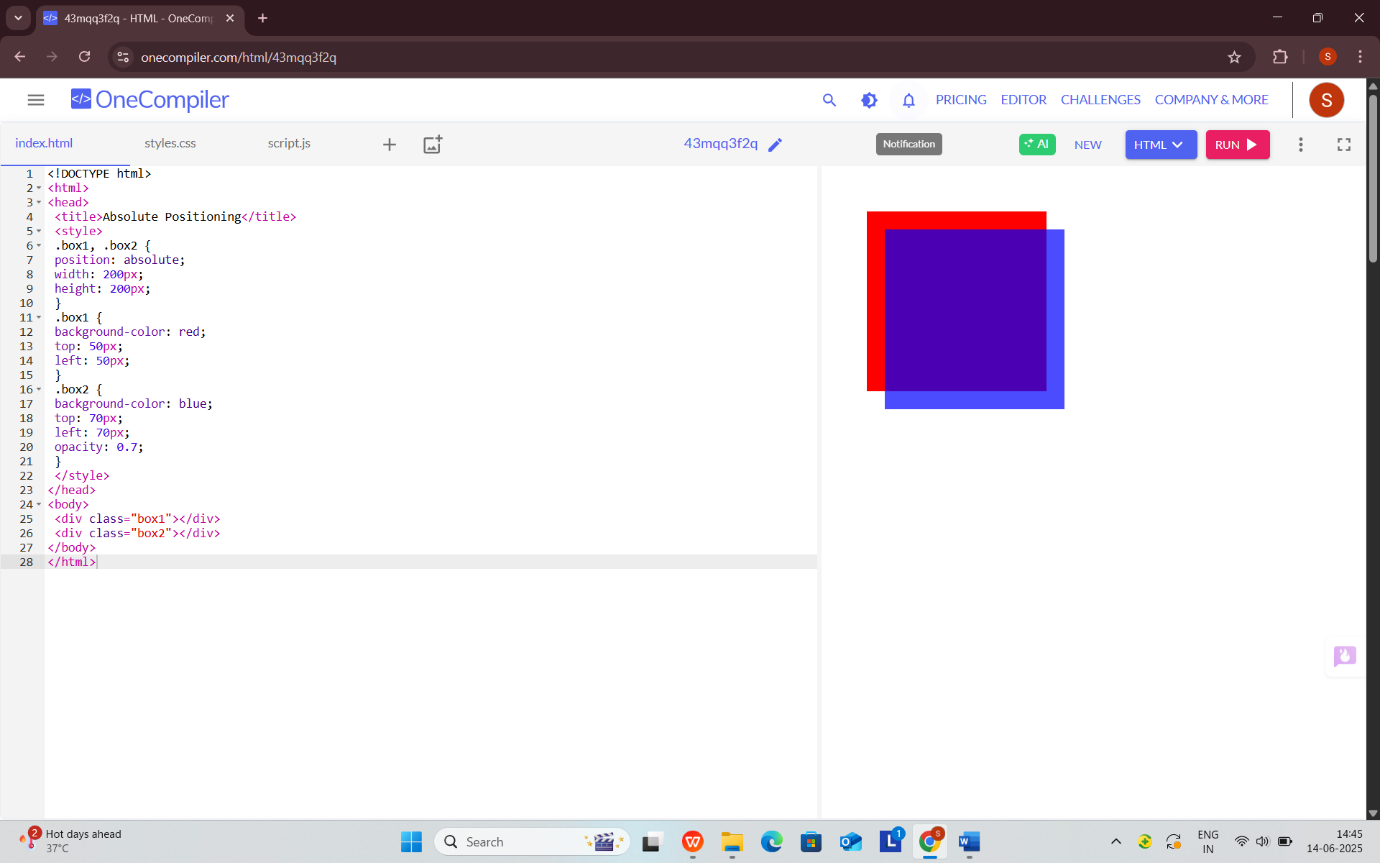 43mqq3f2q - HTML - OneComp
onecompiler.com/html/43mqq3f2q
S
</> OneCompiler
PRICING EDITOR CHALLENGES COMPANY & MORE
S
index.html styles.css script.js
43mqq3f2q
Notification
AI NEW HTML RUN
1 <!DOCTYPE html>
2 <html>
3 <head>
4 <title>Absolute Positioning</title>
5 <style>
6 .box1, .box2 {
7 position: absolute;
8 width: 200px;
9 height: 200px;
10 }
11 .box1 {
12 background-color: red;
13 top: 50px;
14 left: 50px;
15 }
16 .box2 {
17 background-color: blue;
18 top: 70px;
19 left: 70px;
20 opacity: 0.7;
21 }
22 </style>
23 </head>
24 <body>
25 <div class="box1"></div>
26 <div class="box2"></div>
27 </body>
28 </html>
2
Hot days ahead
37°C
Search
1
S
ENG
IN
14:45
14-06-2025